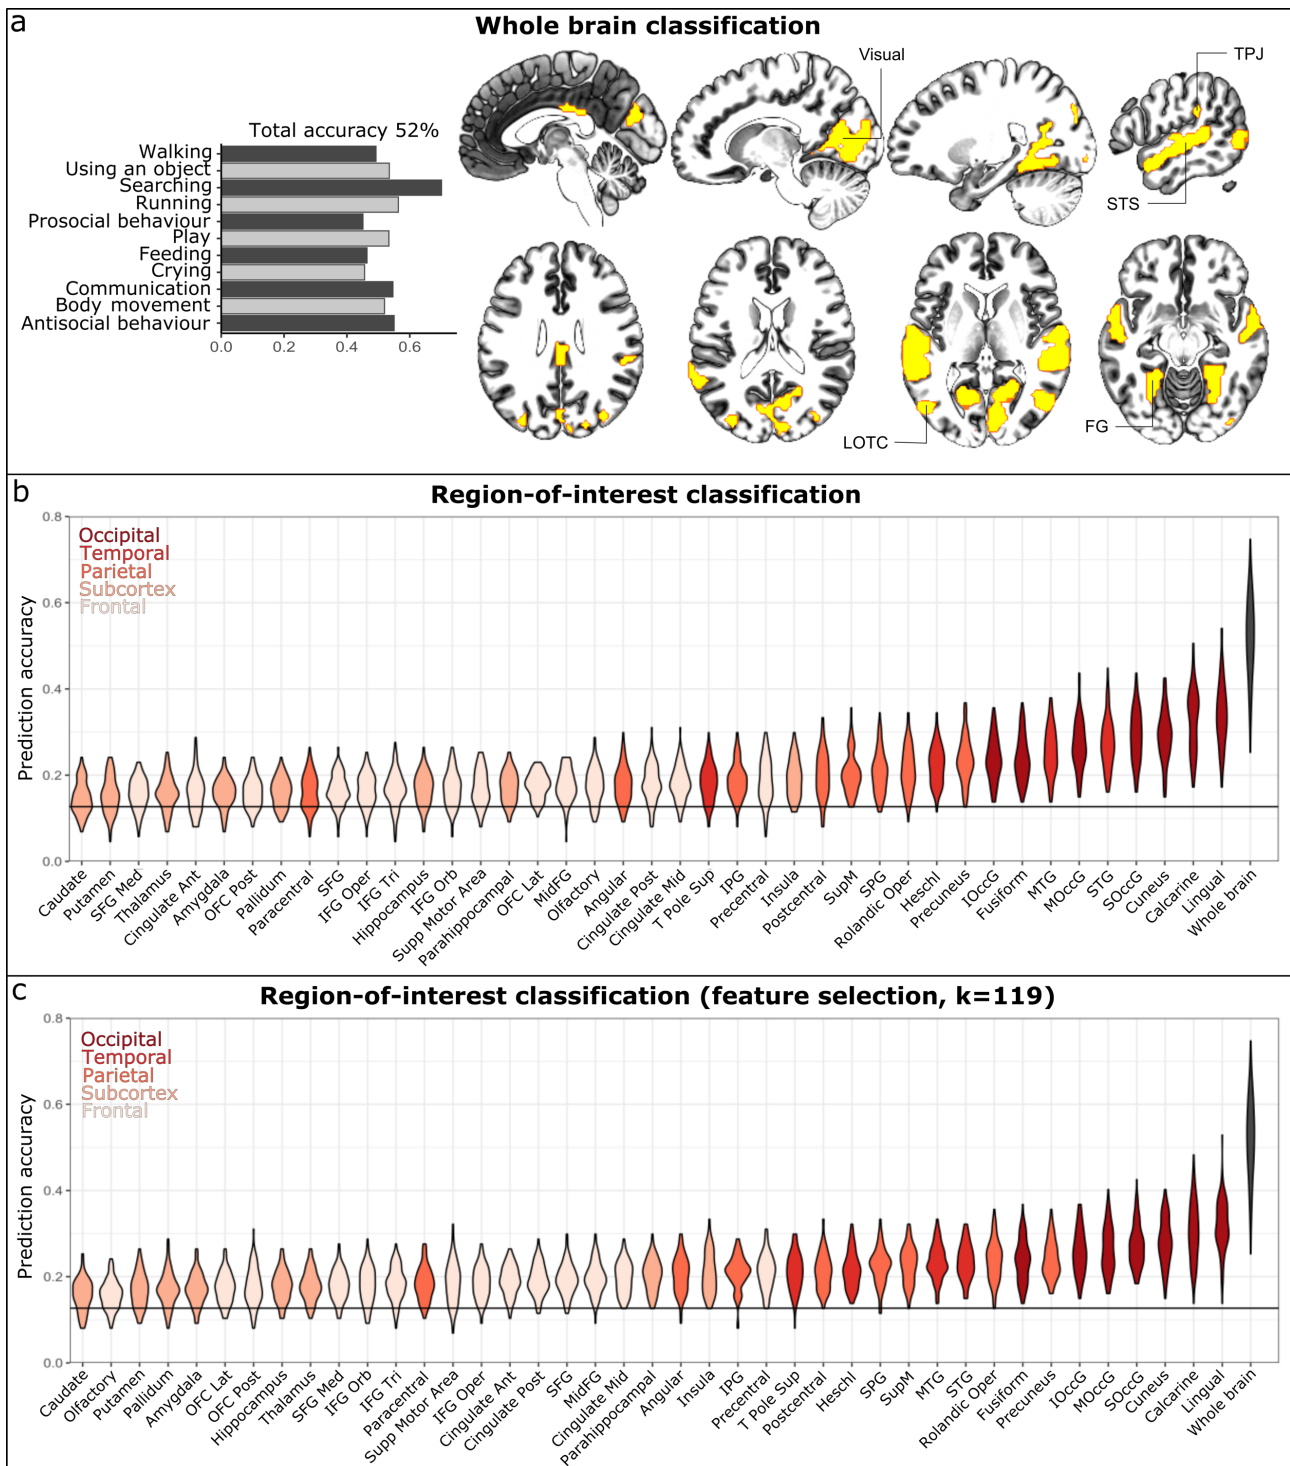 a
Whole brain classification
Visual
TPJ
STS
LOTC
FG
Total accuracy 52%
Walking
Using an object
Searching
Running
Prosocial behaviour
Play
Feeding
Crying
Communication
Body movement
Antisocial behaviour
0.0 0.2 0.4 0.6
b
Region-of-interest classification
Prediction accuracy
0.8
0.6
0.4
0.2
0.0
Occipital
Temporal
Parietal
Subcortex
Frontal
Caudate
Putamen
SFG Med
Thalamus
Cingulate Ant
Amygdala
OFC Post
Pallidum
Paracentral
SFG
IFG Oper
IFG Tri
Hippocampus
IFG Orb
Supp Motor Area
Parahippocampal
OFC Lat
MidFG
Olfactory
Angular
Cingulate Post
Cingulate Mid
T Pole Sup
IPG
Precentral
Insula
Postcentral
SupM
SPG
Rolandic Oper
Heschl
Precuneus
IOccG
Fusiform
MTG
MOccG
STG
SOccG
Cuneus
Calcarine
Lingual
Whole brain
c
Region-of-interest classification (feature selection, k=119)
Prediction accuracy
0.8
0.6
0.4
0.2
0.0
Occipital
Temporal
Parietal
Subcortex
Frontal
Caudate
Olfactory
Putamen
Pallidum
Amygdala
OFC Lat
OFC Post
Hippocampus
Thalamus
SFG Med
IFG Orb
IFG Tri
Paracentral
Supp Motor Area
IFG Oper
Cingulate Ant
Cingulate Post
SFG
MidFG
Cingulate Mid
Parahippocampal
Angular
Insula
IPG
Precentral
T Pole Sup
Postcentral
Heschl
SPG
SupM
MTG
STG
Rolandic Oper
Fusiform
Precuneus
IOccG
MOccG
SOccG
Cuneus
Calcarine
Lingual
Whole brain